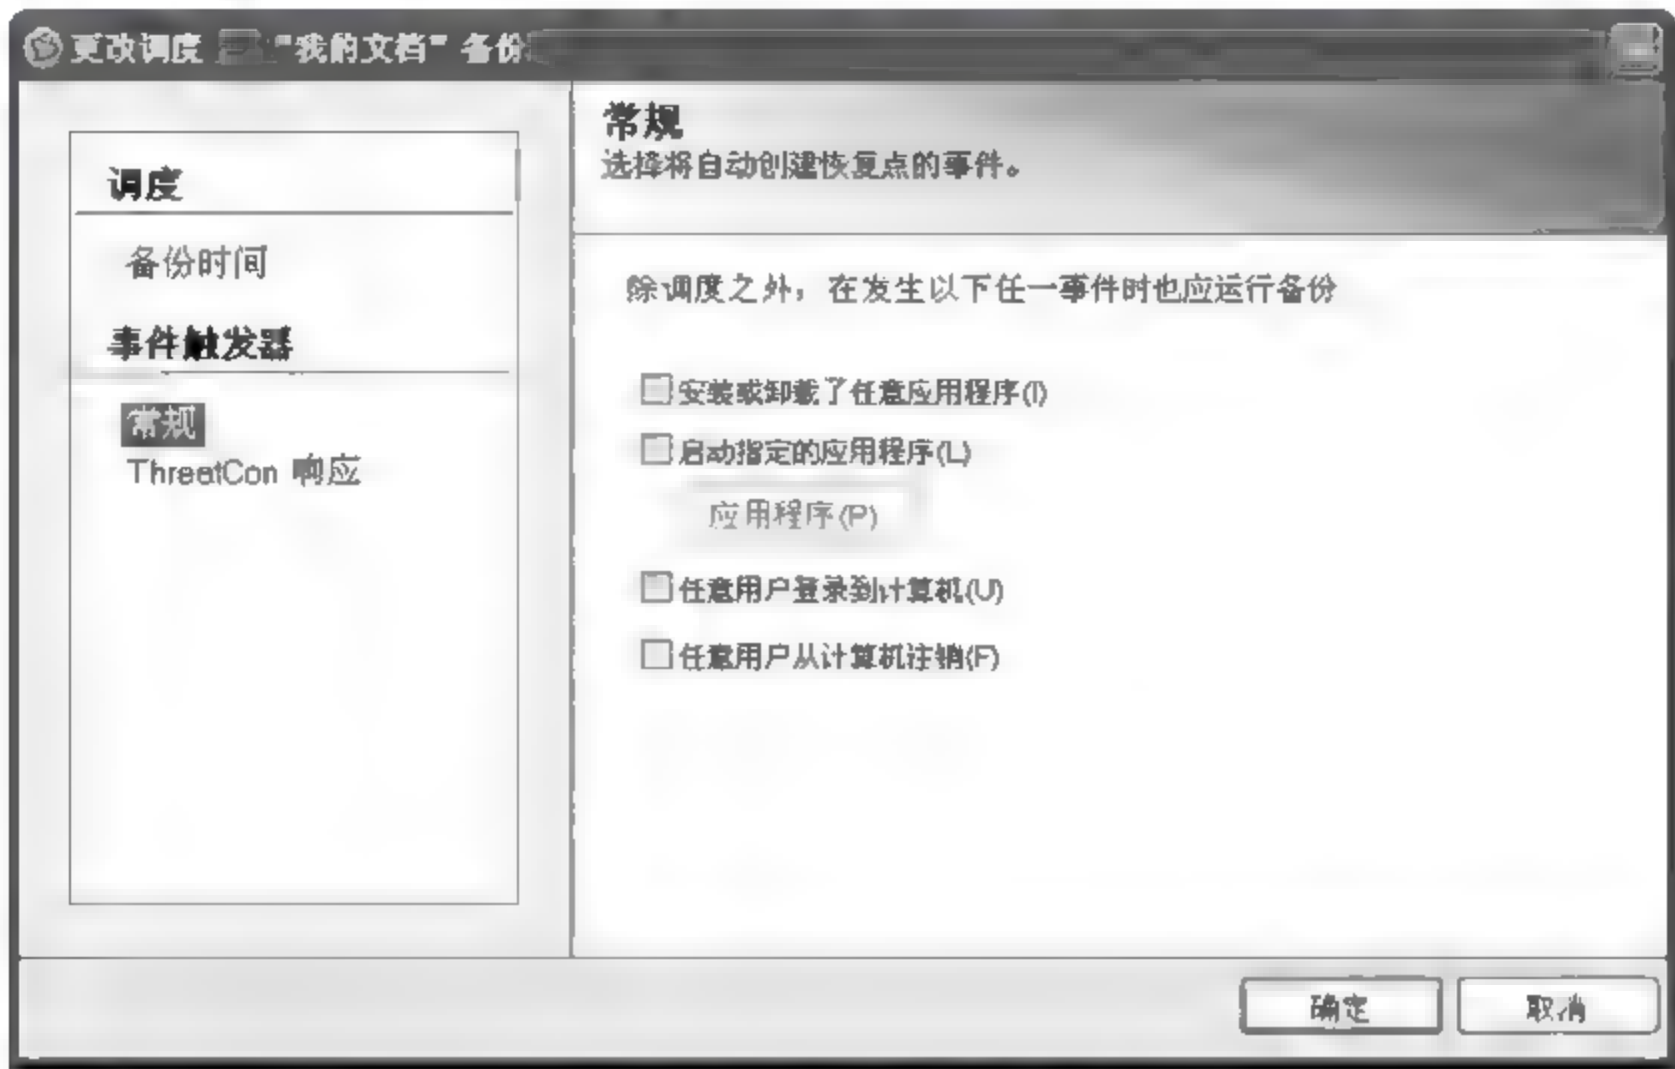 更改调度 "我的文档" 备份
调度
备份时间
事件触发器
常规
ThreatCon 响应
常规
选择将自动创建恢复点的事件。
除调度之外，在发生以下任一事件时也应运行备份
安装或卸载了任意应用程序(I)
启动指定的应用程序(L)
应用程序(P)
任意用户登录到计算机(U)
任意用户从计算机注销(F)
确定
取消